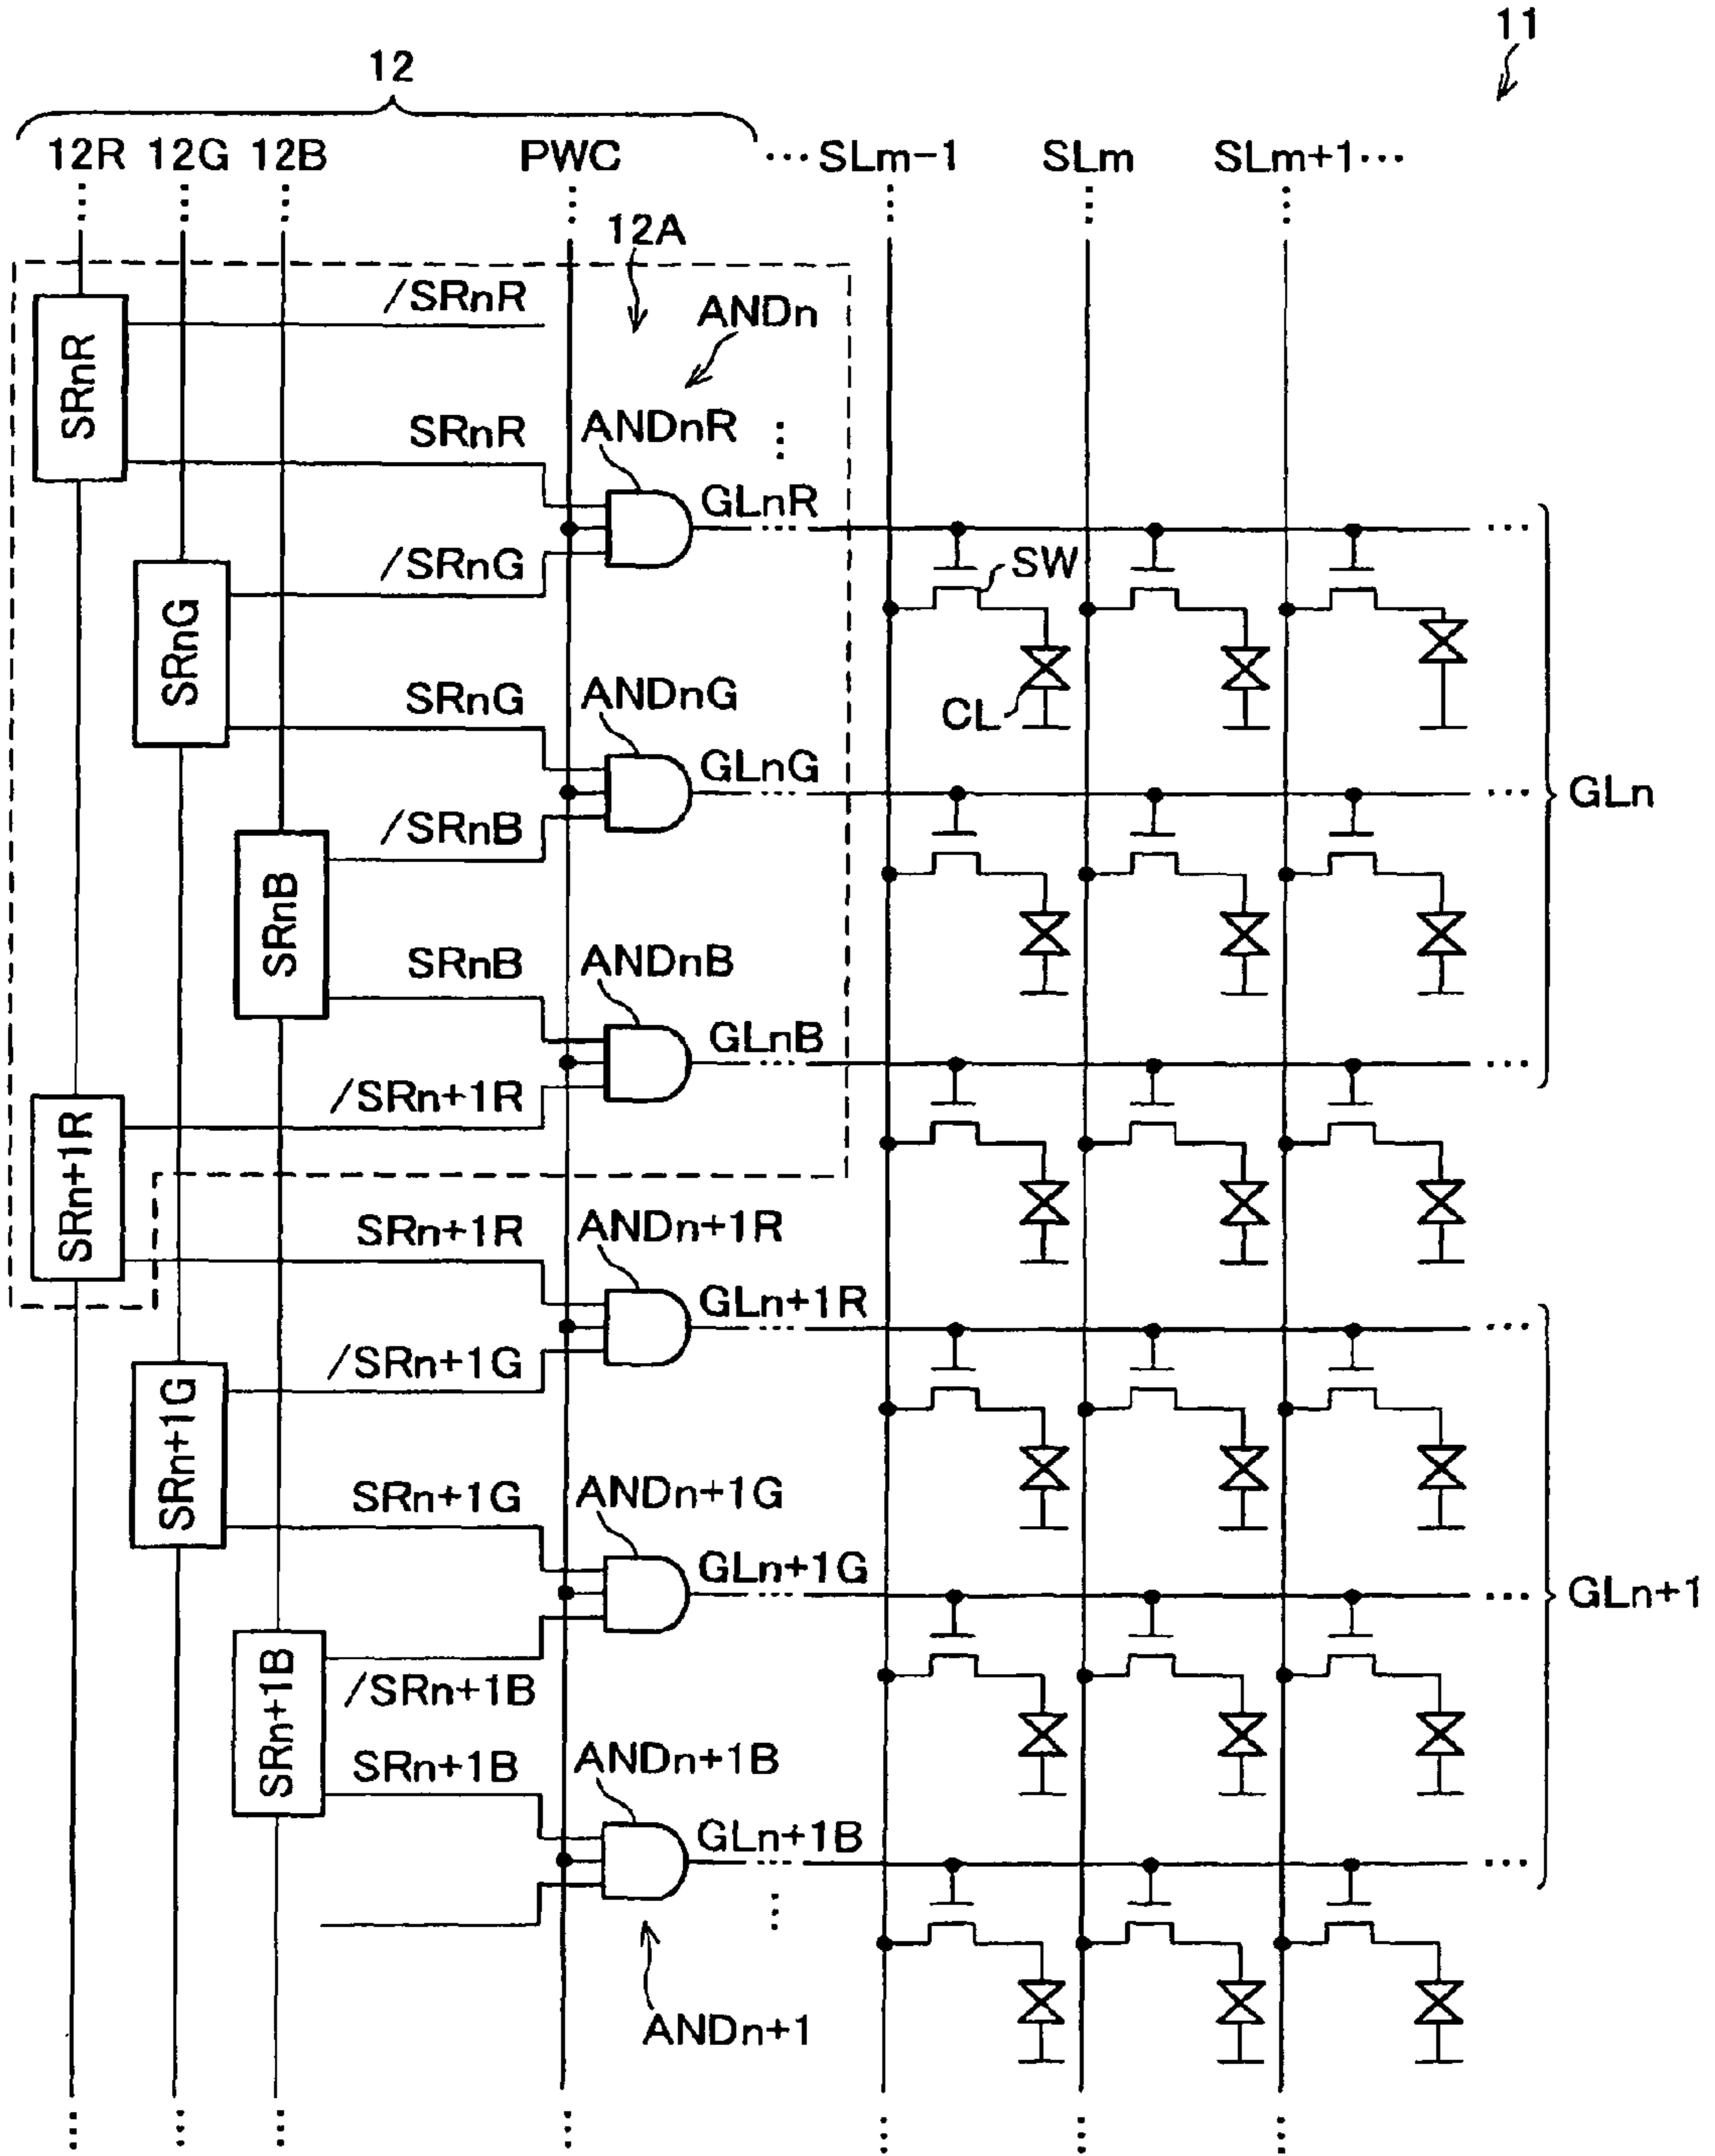 11
12
12R 12G 12B PWC ...SLm-1 SLm SLm+1...
12A
/SRnR
ANDn
SRnR
SRnR
ANDnR
GLnR
/SRnG
SW
SRnG
CL
SRnG
ANDnG
GLnG
GLn
/SRnB
SRnB
SRnB
ANDnB
GLnB
/SRn+1R
SRn+1R
SRn+1R
ANDn+1R
GLn+1R
/SRn+1G
SRn+1G
SRn+1G
ANDn+1G
GLn+1G
GLn+1
/SRn+1B
SRn+1B
SRn+1B
ANDn+1B
GLn+1B
ANDn+1